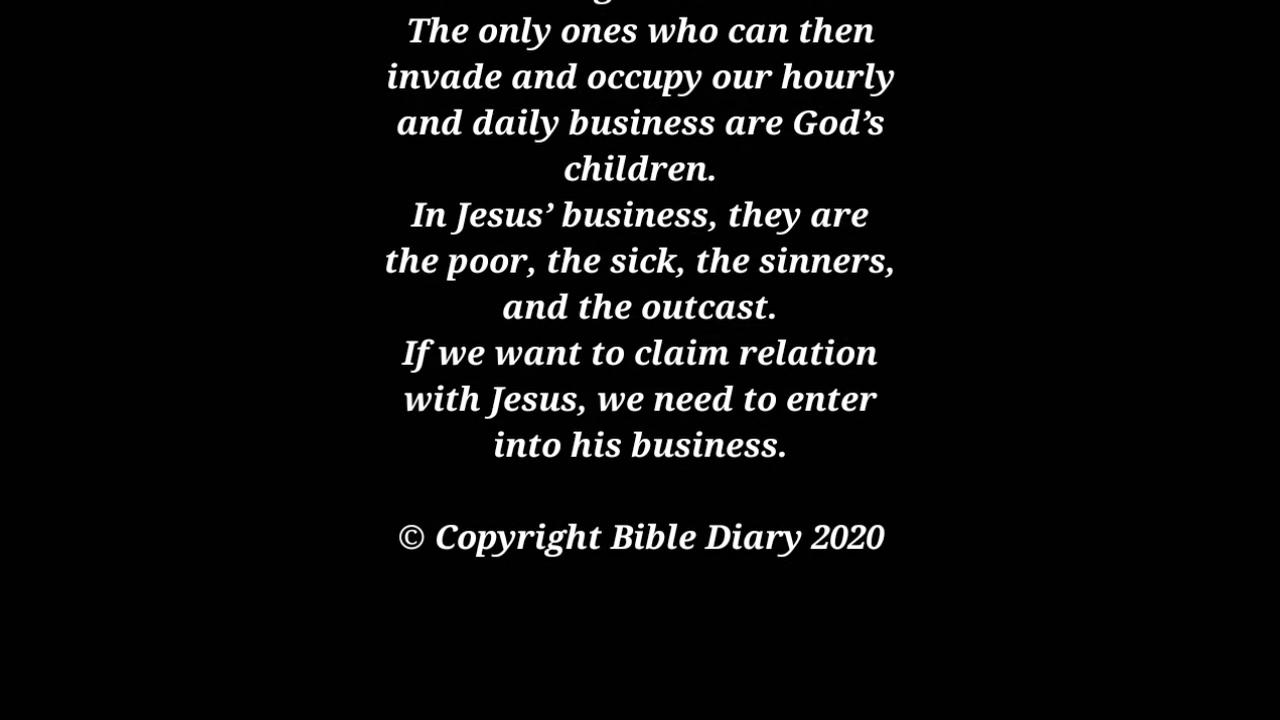 The only ones who can then
invade and occupy our hourly
and daily business are God’s
children.
In Jesus’ business, they are
the poor, the sick, the sinners,
and the outcast.
If we want to claim relation
with Jesus, we need to enter
into his business.
© Copyright Bible Diary 2020